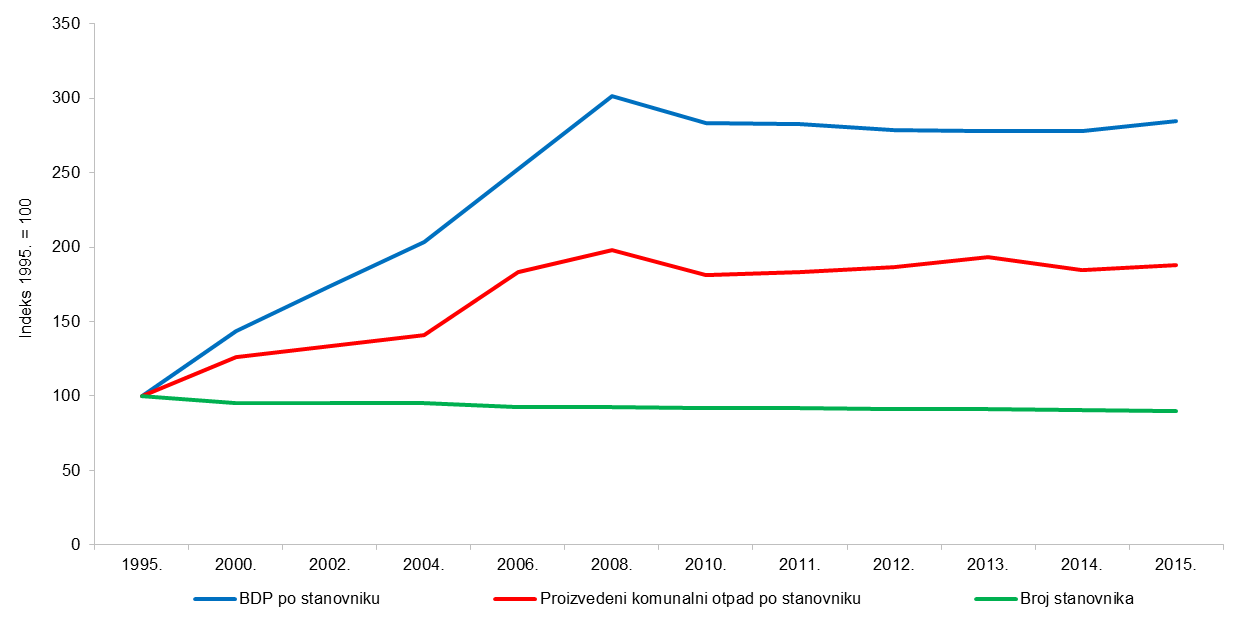 350
300
250
200
150
100
50
0
Indeks 1995. = 100
1995. 2000. 2002. 2004. 2006. 2008. 2010. 2011. 2012. 2013. 2014. 2015.
BDP po stanovniku Proizvedeni komunalni otpad po stanovniku Broj stanovnika